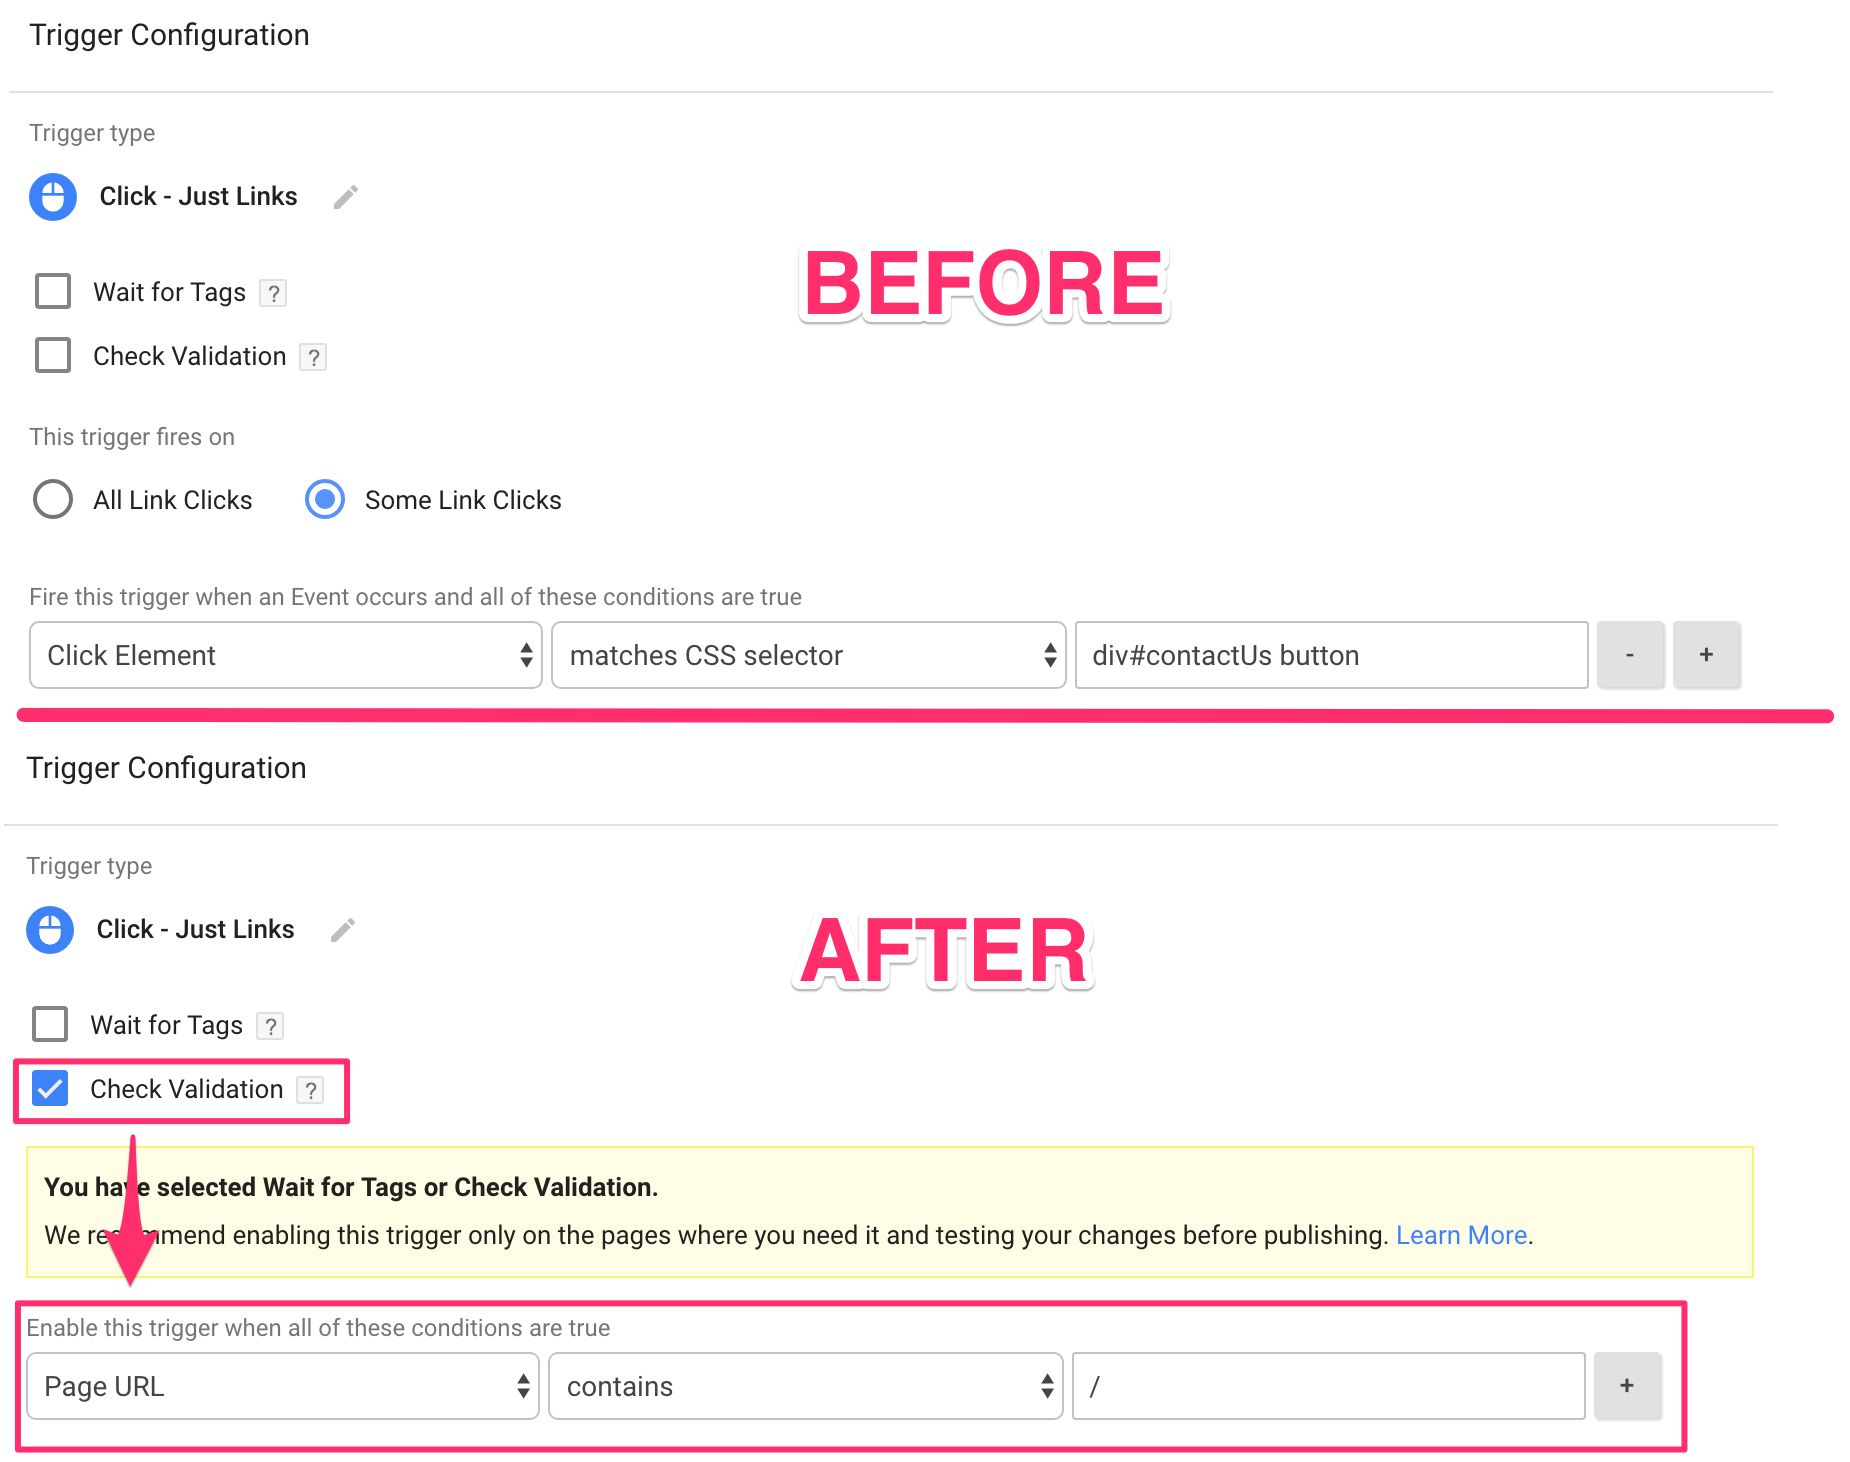 Trigger Configuration
Trigger type
Click - Just Links
Wait for Tags ?
Check Validation ?
BEFORE
This trigger fires on
All Link Clicks Some Link Clicks
Fire this trigger when an Event occurs and all of these conditions are true
Click Element matches CSS selector div#contactUs button - +
Trigger Configuration
Trigger type
Click - Just Links
AFTER
Wait for Tags ?
Check Validation ?
You have selected Wait for Tags or Check Validation.
We recommend enabling this trigger only on the pages where you need it and testing your changes before publishing. Learn More.
Enable this trigger when all of these conditions are true
Page URL contains / +